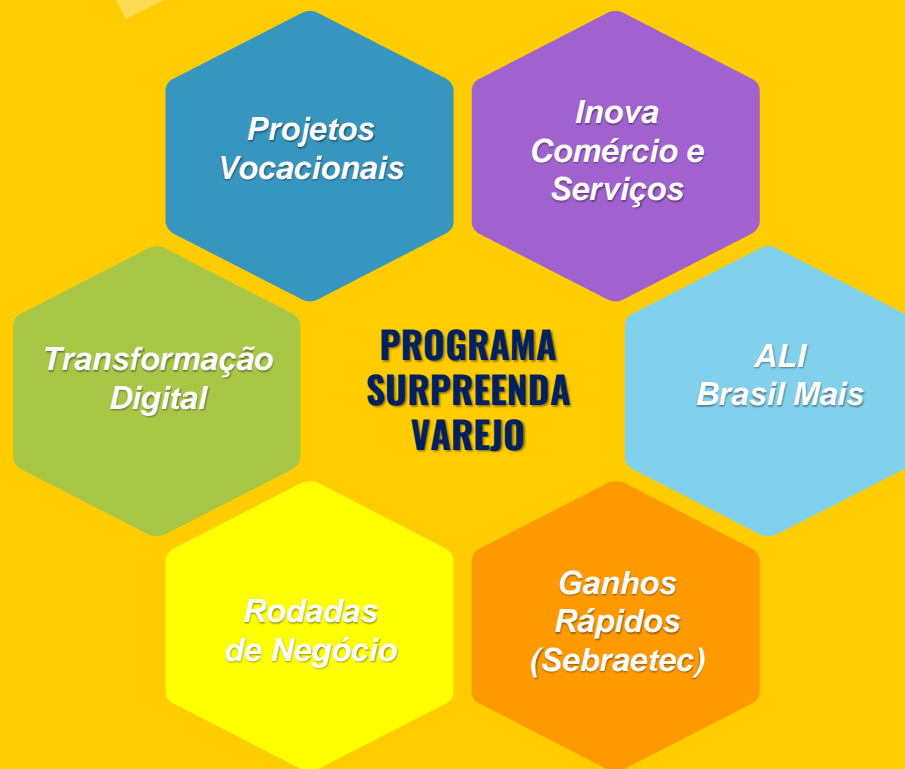 Projetos
Vocacionais
Inova
Comércio e
Serviços
Transformação
Digital
PROGRAMA
SURPREENDA
VAREJO
ALI
Brasil Mais
Rodadas
de Negócio
Ganhos
Rápidos
(Sebraetec)